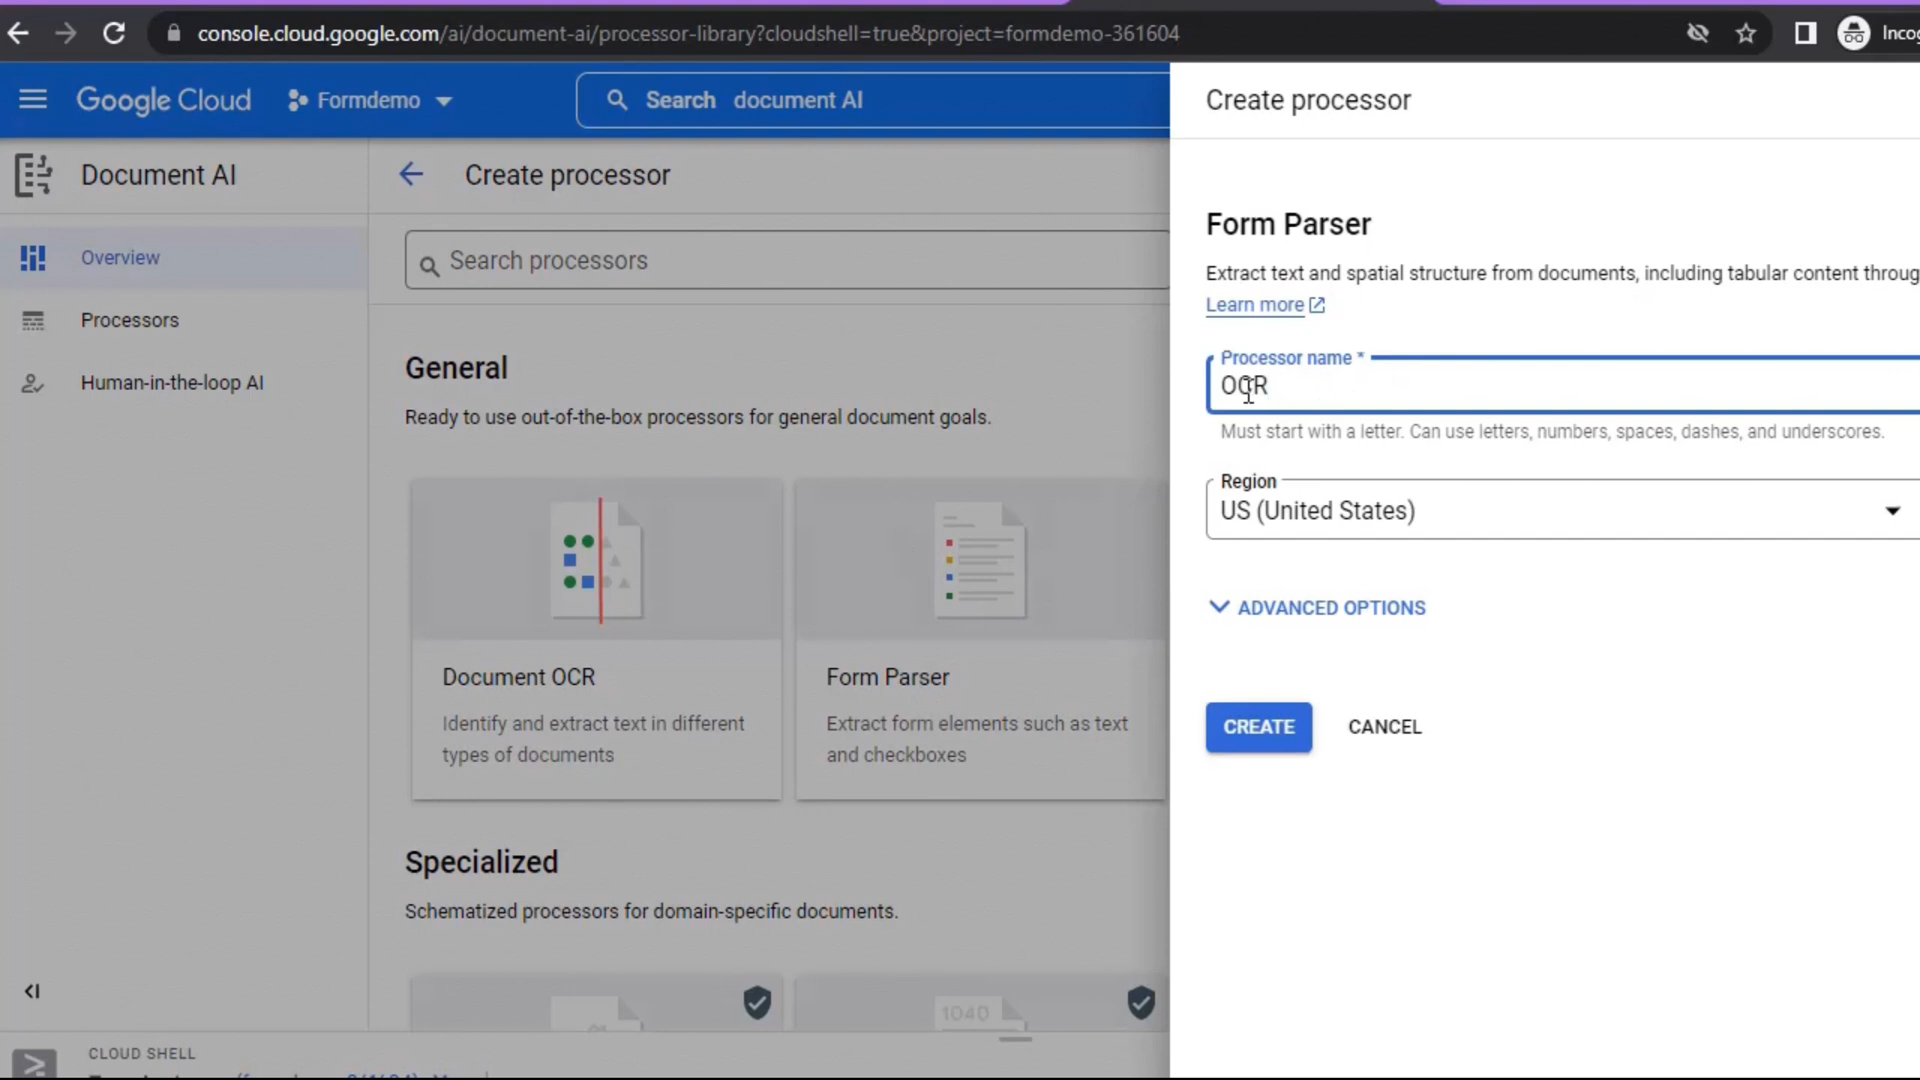 console.cloud.google.com/ai/document-ai/processor-library?cloudshell=true&project=formdemo-361604
Google Cloud
Formdemo
Search document AI
Document AI
Create processor
Overview
Processors
Human-in-the-loop AI
Search processors
General
Ready to use out-of-the-box processors for general document goals.
Document OCR
Identify and extract text in different
types of documents
Form Parser
Extract form elements such as text
and checkboxes
Specialized
Schematized processors for domain-specific documents.
1040
CLOUD SHELL
Create processor
Form Parser
Extract text and spatial structure from documents, including tabular content
Learn more
Processor name *
OCR
Must start with a letter. Can use letters, numbers, spaces, dashes, and underscores.
Region
US (United States)
ADVANCED OPTIONS
CREATE
CANCEL